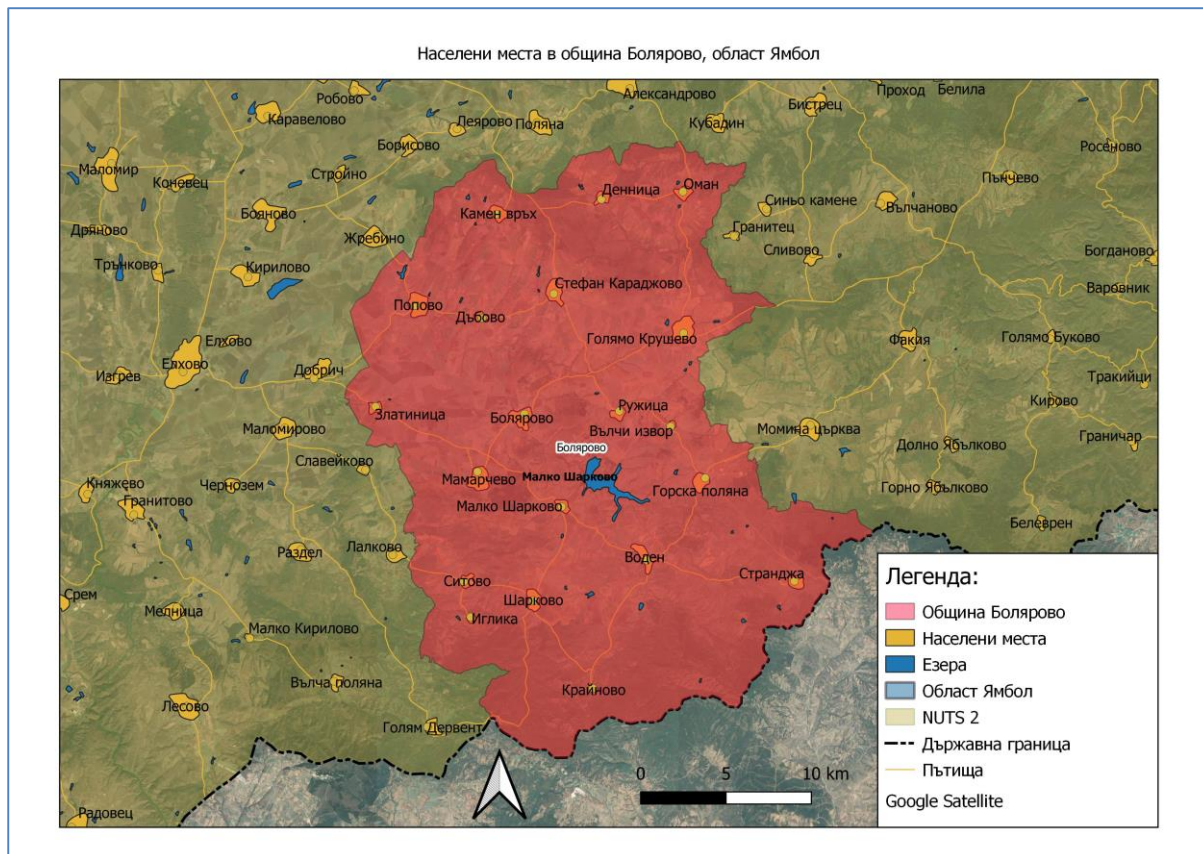 Населени места в община Болярово, област Ямбол
Робово
Каравелово
Леярово
Поляна
Александрово
Кубадин
Бистрец
Проход
Белила
Борисово
Росеново
Маломир
Коневец
Стройно
Пънчево
Денница
Оман
Бояново
Камен връх
Синьо камене
Вълчаново
Дряново
Жребино
Гранитец
Сливово
Богданово
Трънково
Кирилово
Стефан Караджово
Варовник
Попово
Дъбово
Голямо Крушево
Факия
Голямо Буково
Елхово
Елхово
Изгрев
Добрич
Тракийци
Златиница
Болярово
Ружица
Кирово
Маломирово
Вълчи извор
Момина църква
Долно Ябълково
Граничар
Болярово
Славейково
Княжево
Чернозем
Мамарчево
Малко Шарково
Горска поляна
Горно Ябълково
Гранитово
Малко Шарково
Белеврен
Раздел
Лалково
Воден
Странджа
Ситово
Срем
Мелница
Шарково
Иглика
Малко Кирилово
Вълча поляна
Крайново
Лесово
Голям Дервент
Радовец
0 5 10 km
Легенда:
Община Болярово
Населени места
Езера
Област Ямбол
NUTS 2
Държавна граница
Пътища
Google Satellite